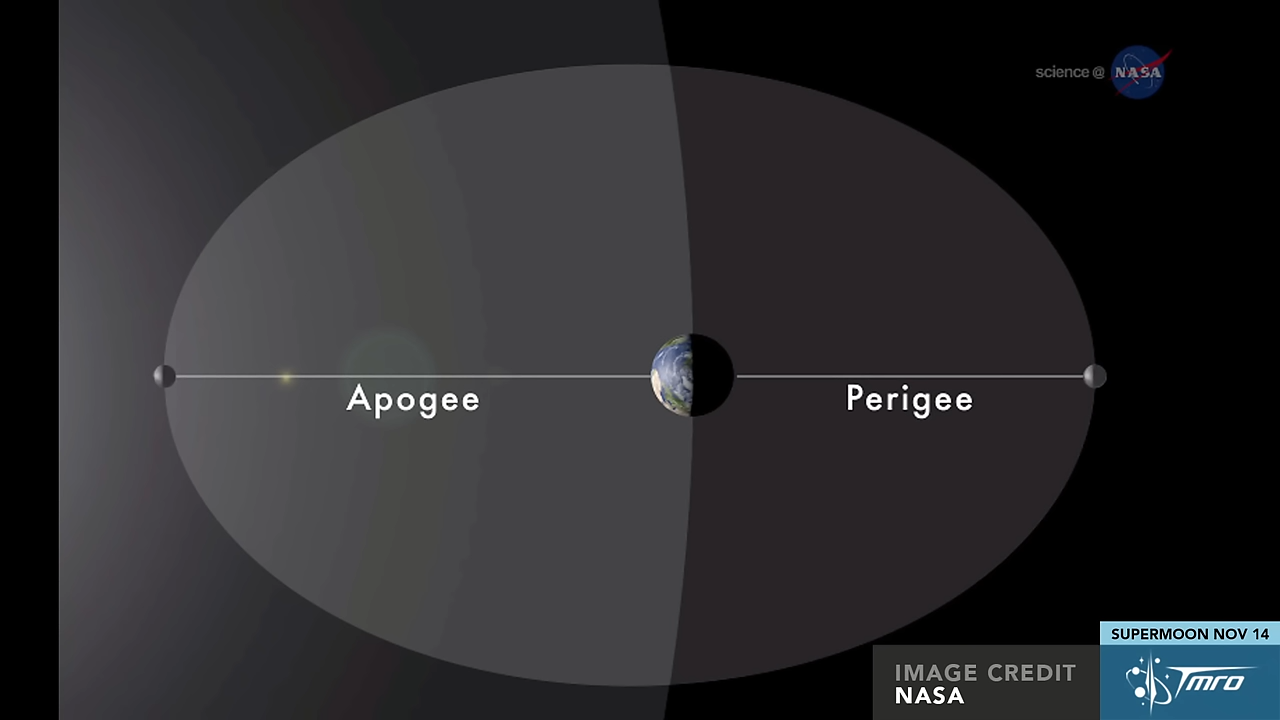 science @ NASA
Apogee
Perigee
SUPERMOON NOV 14
IMAGE CREDIT
NASA
TMRO